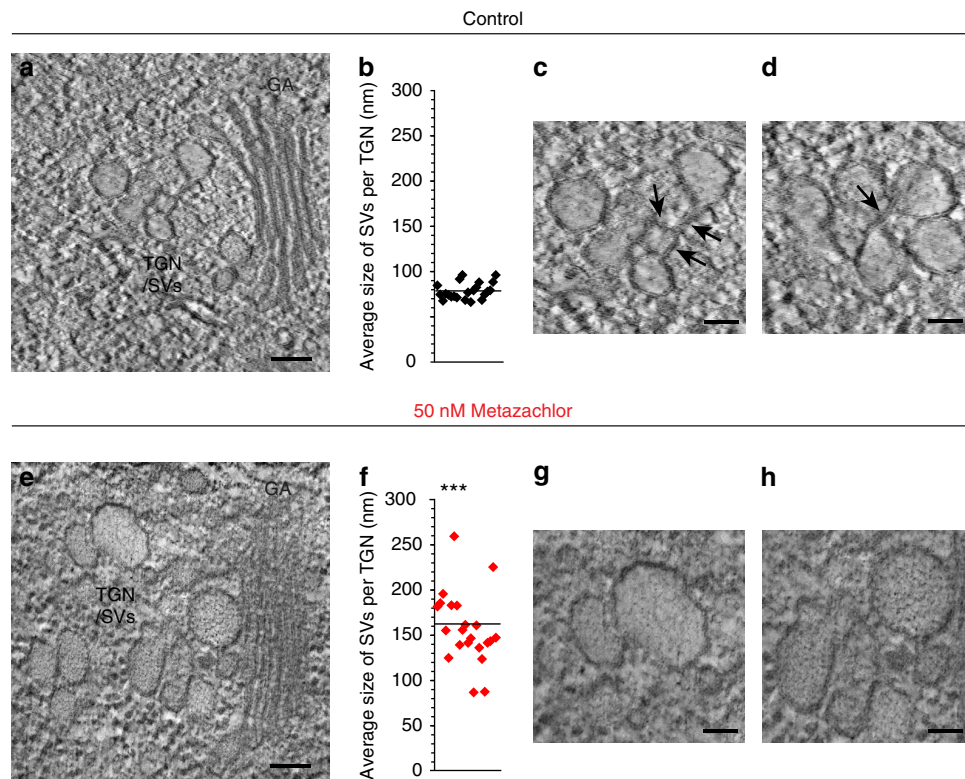 Control
a
GA
TGN
/SVs
b
Average size of SVs per TGN (nm)
300
250
200
150
100
50
0
c
d
50 nM Metazachlor
e
GA
TGN
/SVs
f
***
Average size of SVs per TGN (nm)
300
250
200
150
100
50
0
g
h